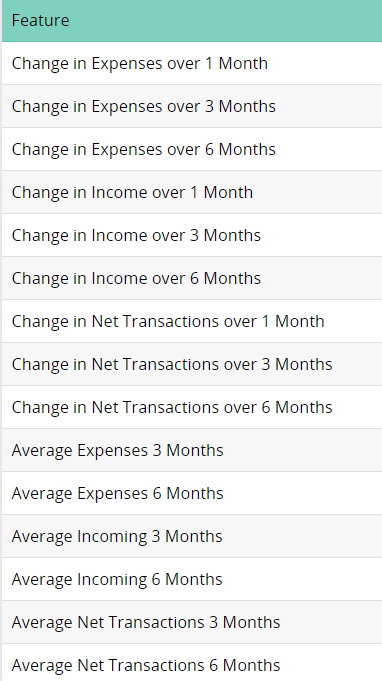 Feature
Change in Expenses over 1 Month
Change in Expenses over 3 Months
Change in Expenses over 6 Months
Change in Income over 1 Month
Change in Income over 3 Months
Change in Income over 6 Months
Change in Net Transactions over 1 Month
Change in Net Transactions over 3 Months
Change in Net Transactions over 6 Months
Average Expenses 3 Months
Average Expenses 6 Months
Average Incoming 3 Months
Average Incoming 6 Months
Average Net Transactions 3 Months
Average Net Transactions 6 Months